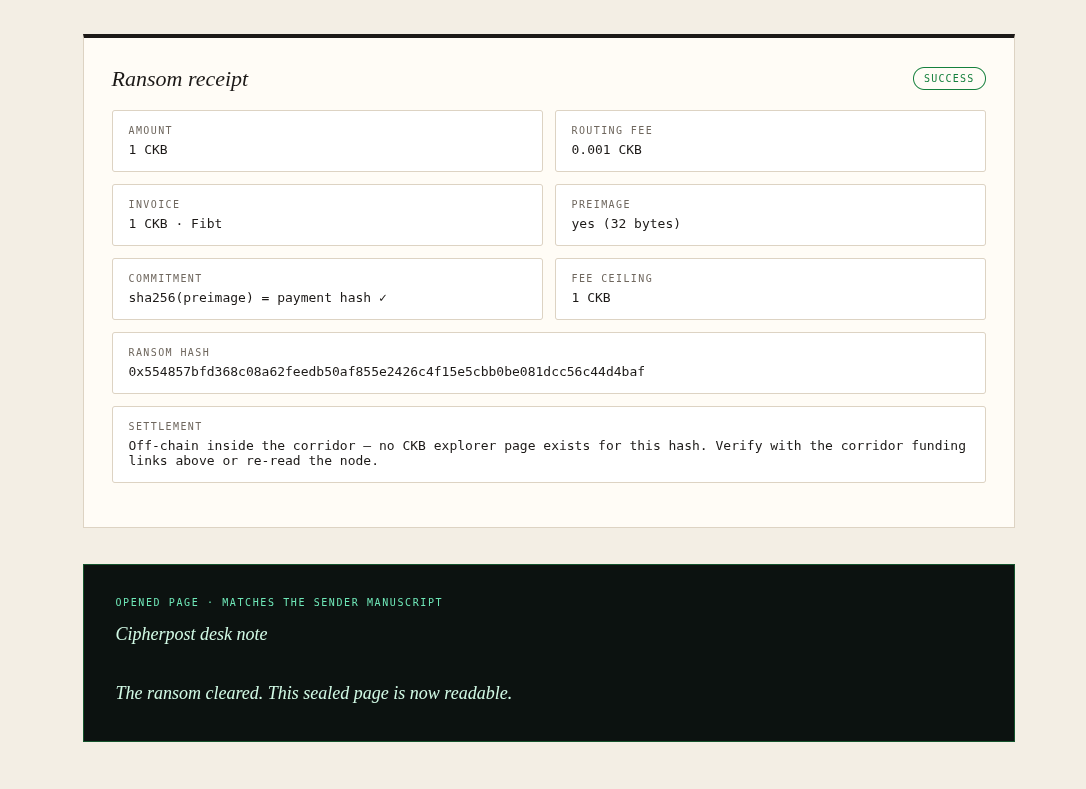 Ransom receipt
SUCCESS
AMOUNT
1 CKB
ROUTING FEE
0.001 CKB
INVOICE
1 CKB · Fibt
PREIMAGE
yes (32 bytes)
COMMITMENT
sha256(preimage) = payment hash ✓
FEE CEILING
1 CKB
RANSOM HASH
0x554857bfd368c08a62feedb50af855e2426c4f15e5cbb0be081dcc56c44d4baf
SETTLEMENT
Off-chain inside the corridor — no CKB explorer page exists for this hash. Verify with the corridor funding
links above or re-read the node.
OPENED PAGE · MATCHES THE SENDER MANUSCRIPT
Cipherpost desk note
The ransom cleared. This sealed page is now readable.